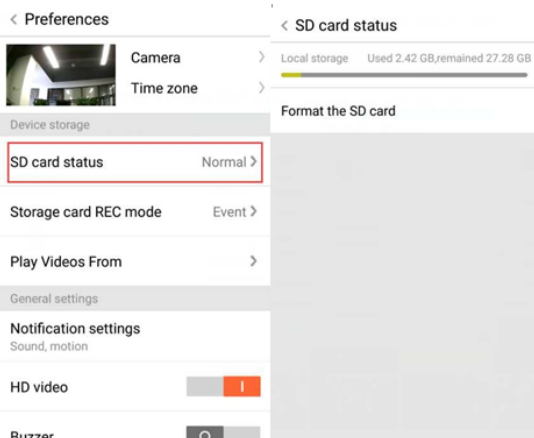 Preferences
Camera
Time zone
Device storage
SD card status Normal
Storage card REC mode Event
Play Videos From
General settings
Notification settings
Sound, motion
HD video
Buzzer
SD card status
Local storage Used 2.42 GB,remained 27.28 GB
Format the SD card